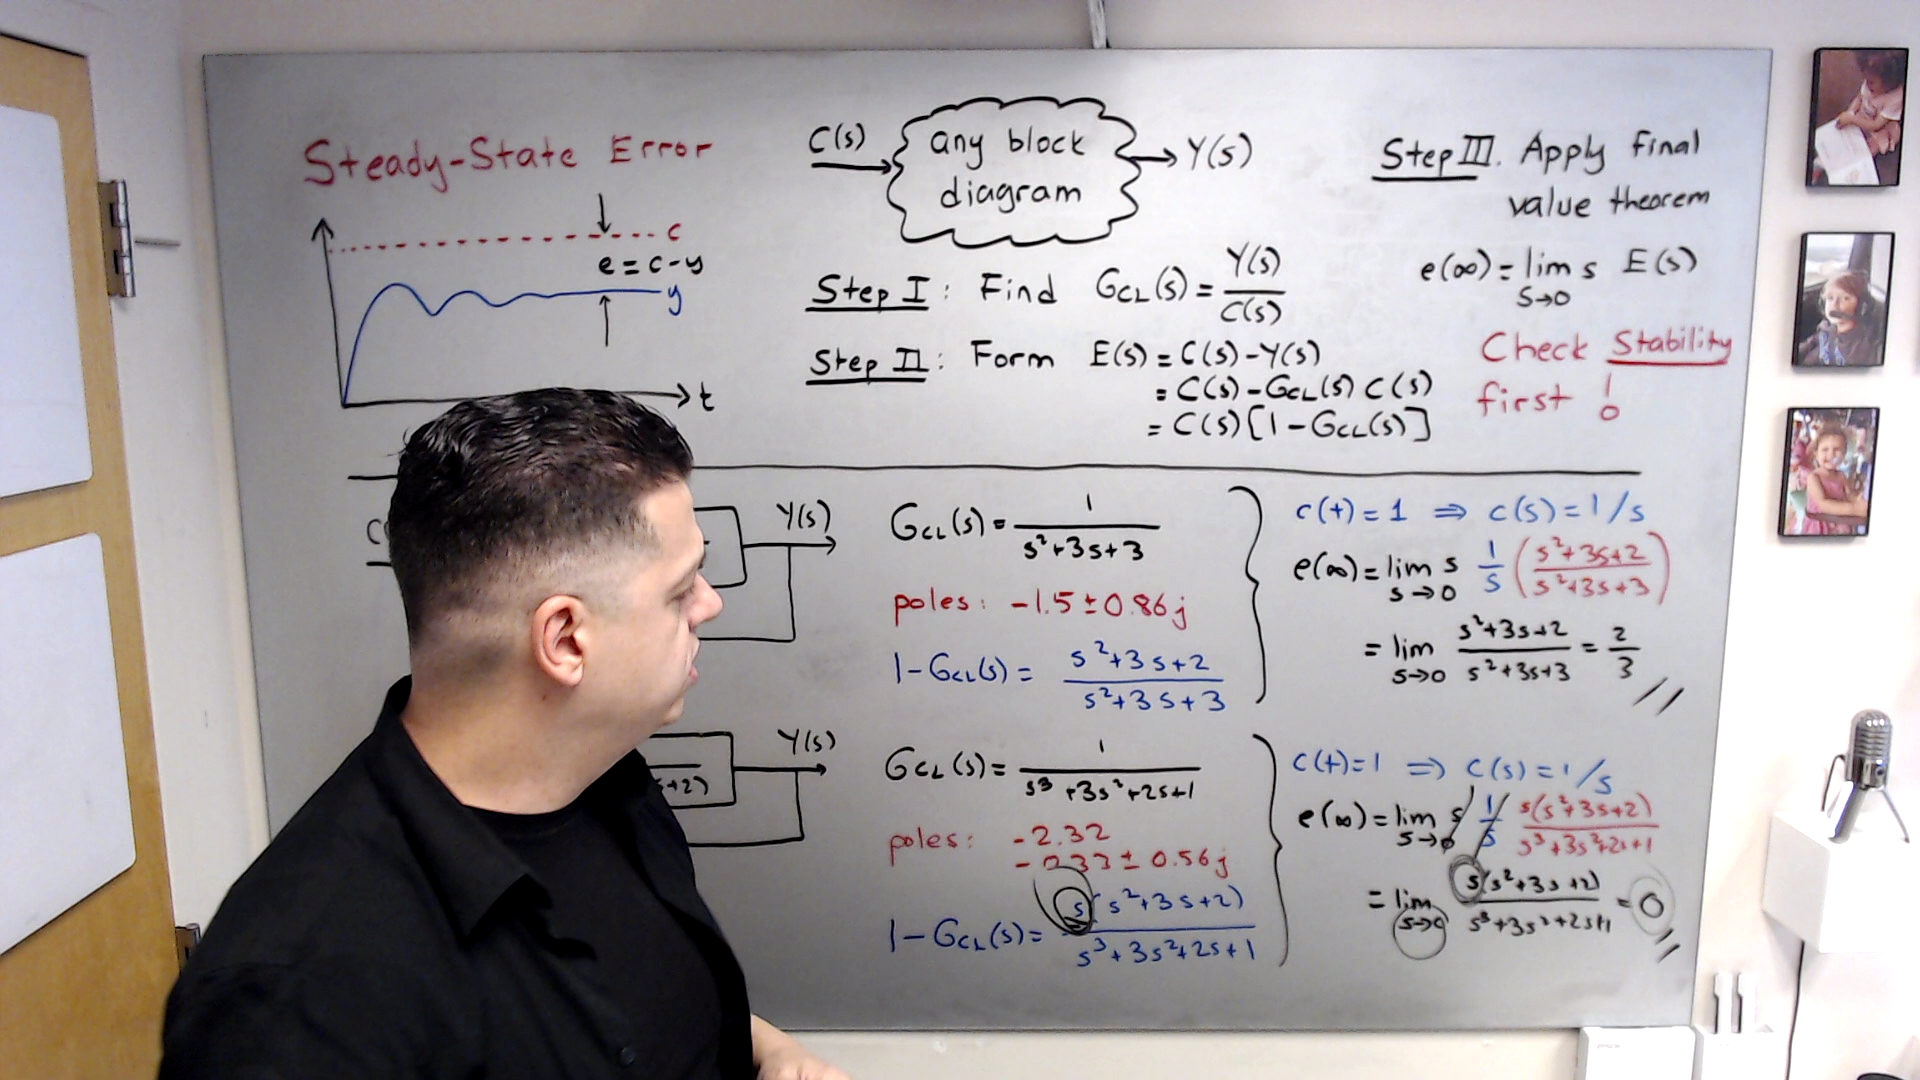 Steady-State Error
c
e = c - y
y
t
C(s)
any block
diagram
Y(s)
Step I: Find G_CL(s) = Y(s)/C(s)
Step II: Form E(s) = C(s) - Y(s)
= C(s) - G_CL(s) C(s)
= C(s)[1 - G_CL(s)]
Step III. Apply final
value theorem
e(∞) = lim s→0 s E(s)
Check Stability
first !
C(
Y(s)
G_CL(s) = 1/(s²+3s+3)
poles: -1.5 ± 0.86j
1 - G_CL(s) = (s²+3s+2)/(s²+3s+3)
c(t) = 1 ⇒ C(s) = 1/s
e(∞) = lim s→0 s 1/s ((s²+3s+2)/(s²+3s+3))
= lim s→0 (s²+3s+2)/(s²+3s+3) = 2/3 //
Y(s)
+2)
G_CL(s) = 1/(s³+3s²+2s+1)
poles: -2.32
-0.33 ± 0.56j
1 - G_CL(s) = s(s²+3s+2)/(s³+3s²+2s+1)
c(t) = 1 ⇒ C(s) = 1/s
e(∞) = lim s→0 s 1/s s(s²+3s+2)/(s³+3s²+2s+1)
= lim s→0 s(s²+3s+2)/(s³+3s²+2s+1) = 0 //